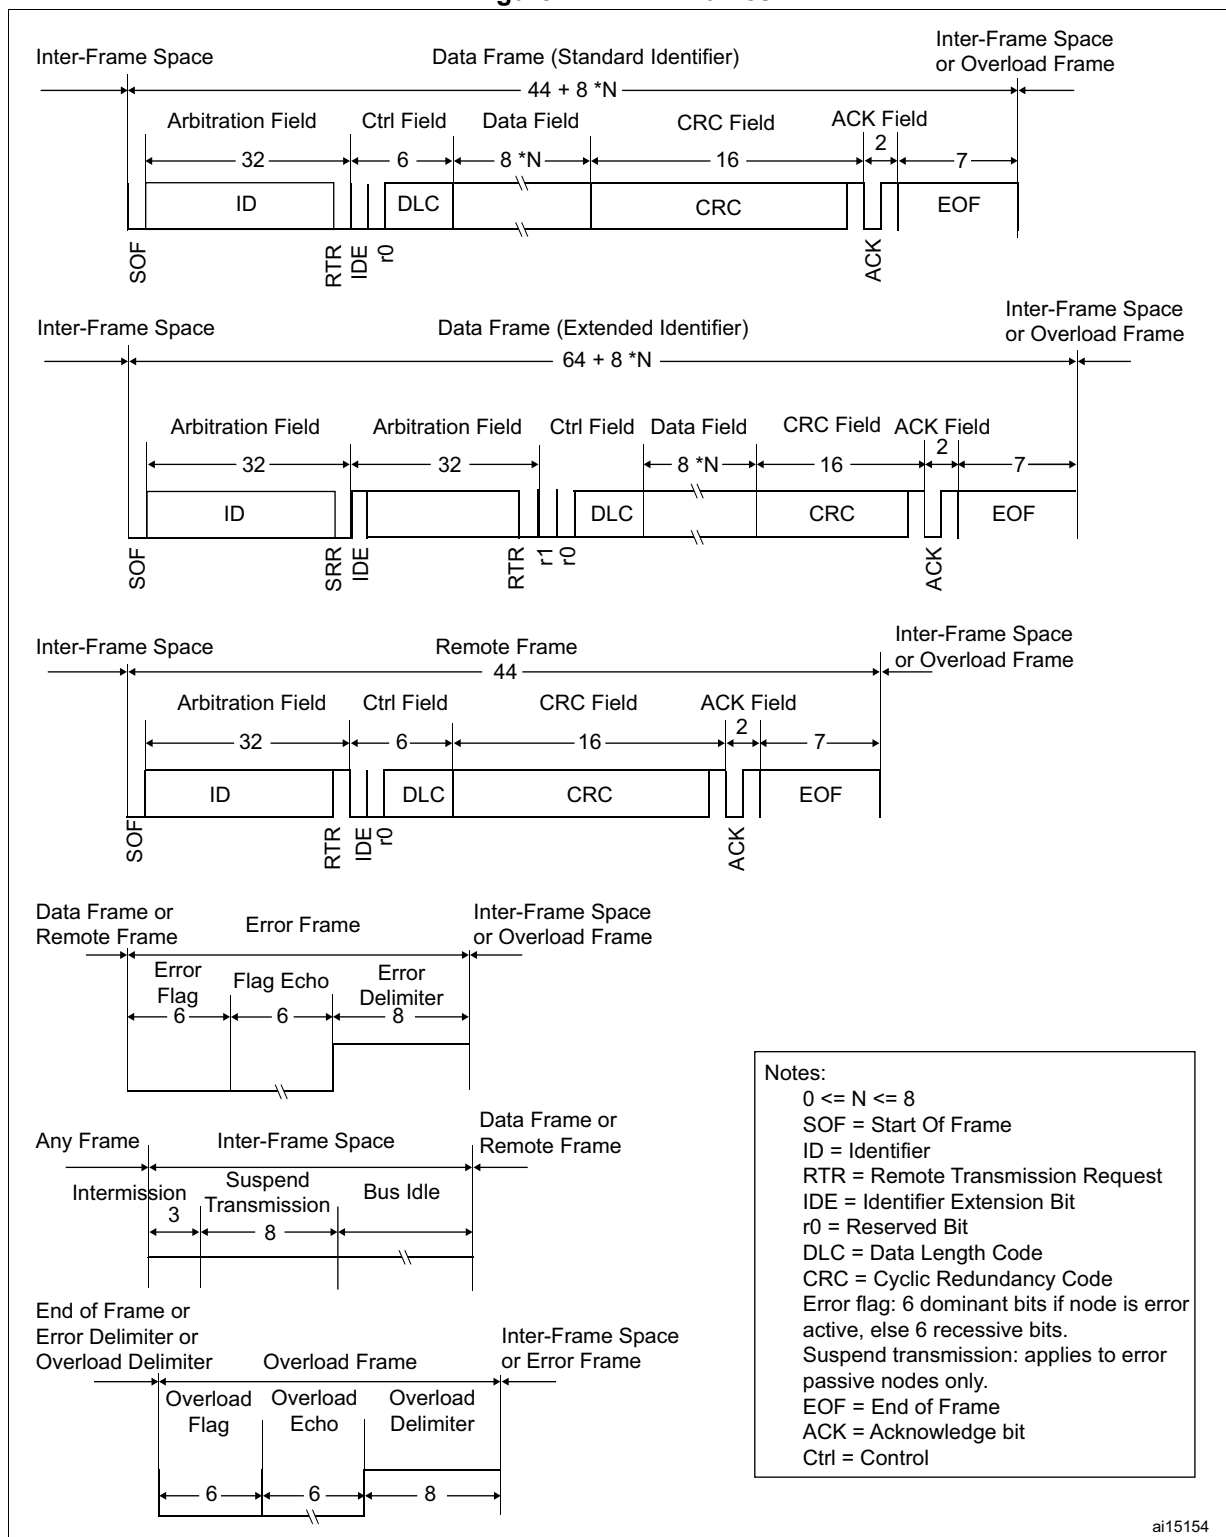 Inter-Frame Space
Data Frame (Standard Identifier)
Inter-Frame Space
or Overload Frame
44 + 8 *N
Arbitration Field
Ctrl Field
Data Field
CRC Field
ACK Field
32
6
8 *N
16
2
7
ID
DLC
CRC
EOF
SOF
RTR
IDE
r0
ACK
Inter-Frame Space
Data Frame (Extended Identifier)
Inter-Frame Space
or Overload Frame
64 + 8 *N
Arbitration Field
Arbitration Field
Ctrl Field
Data Field
CRC Field
ACK Field
32
32
8 *N
16
2
7
ID
DLC
CRC
EOF
SOF
SRR
IDE
RTR
r1
r0
ACK
Inter-Frame Space
Remote Frame
Inter-Frame Space
or Overload Frame
44
Arbitration Field
Ctrl Field
CRC Field
ACK Field
32
6
16
2
7
ID
DLC
CRC
EOF
SOF
RTR
IDE
r0
ACK
Data Frame or
Remote Frame
Error Frame
Inter-Frame Space
or Overload Frame
Error
Flag
Flag Echo
Error
Delimiter
6
6
8
Any Frame
Inter-Frame Space
Data Frame or
Remote Frame
Intermission
Suspend
Transmission
Bus Idle
3
8
End of Frame or
Error Delimiter or
Overload Delimiter
Overload Frame
Inter-Frame Space
or Error Frame
Overload
Flag
Overload
Echo
Overload
Delimiter
6
6
8
Notes:
0 <= N <= 8
SOF = Start Of Frame
ID = Identifier
RTR = Remote Transmission Request
IDE = Identifier Extension Bit
r0 = Reserved Bit
DLC = Data Length Code
CRC = Cyclic Redundancy Code
Error flag: 6 dominant bits if node is error
active, else 6 recessive bits.
Suspend transmission: applies to error
passive nodes only.
EOF = End of Frame
ACK = Acknowledge bit
Ctrl = Control
ai15154